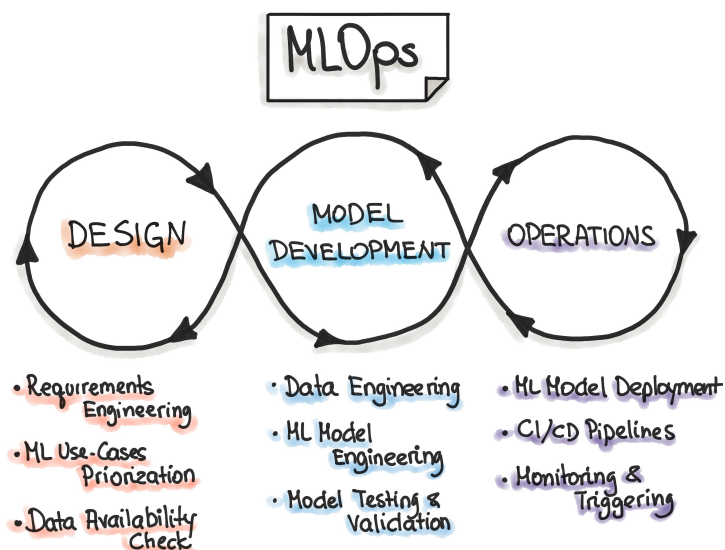 MLOps
DESIGN
MODEL
DEVELOPMENT
OPERATIONS
• Requirements
Engineering
• ML Use-Cases
Priorization
• Data Availability
Check
• Data Engineering
• ML Model
Engineering
• Model Testing &
Validation
• ML Model Deployment
• CI/CD Pipelines
• Monitoring &
Triggering